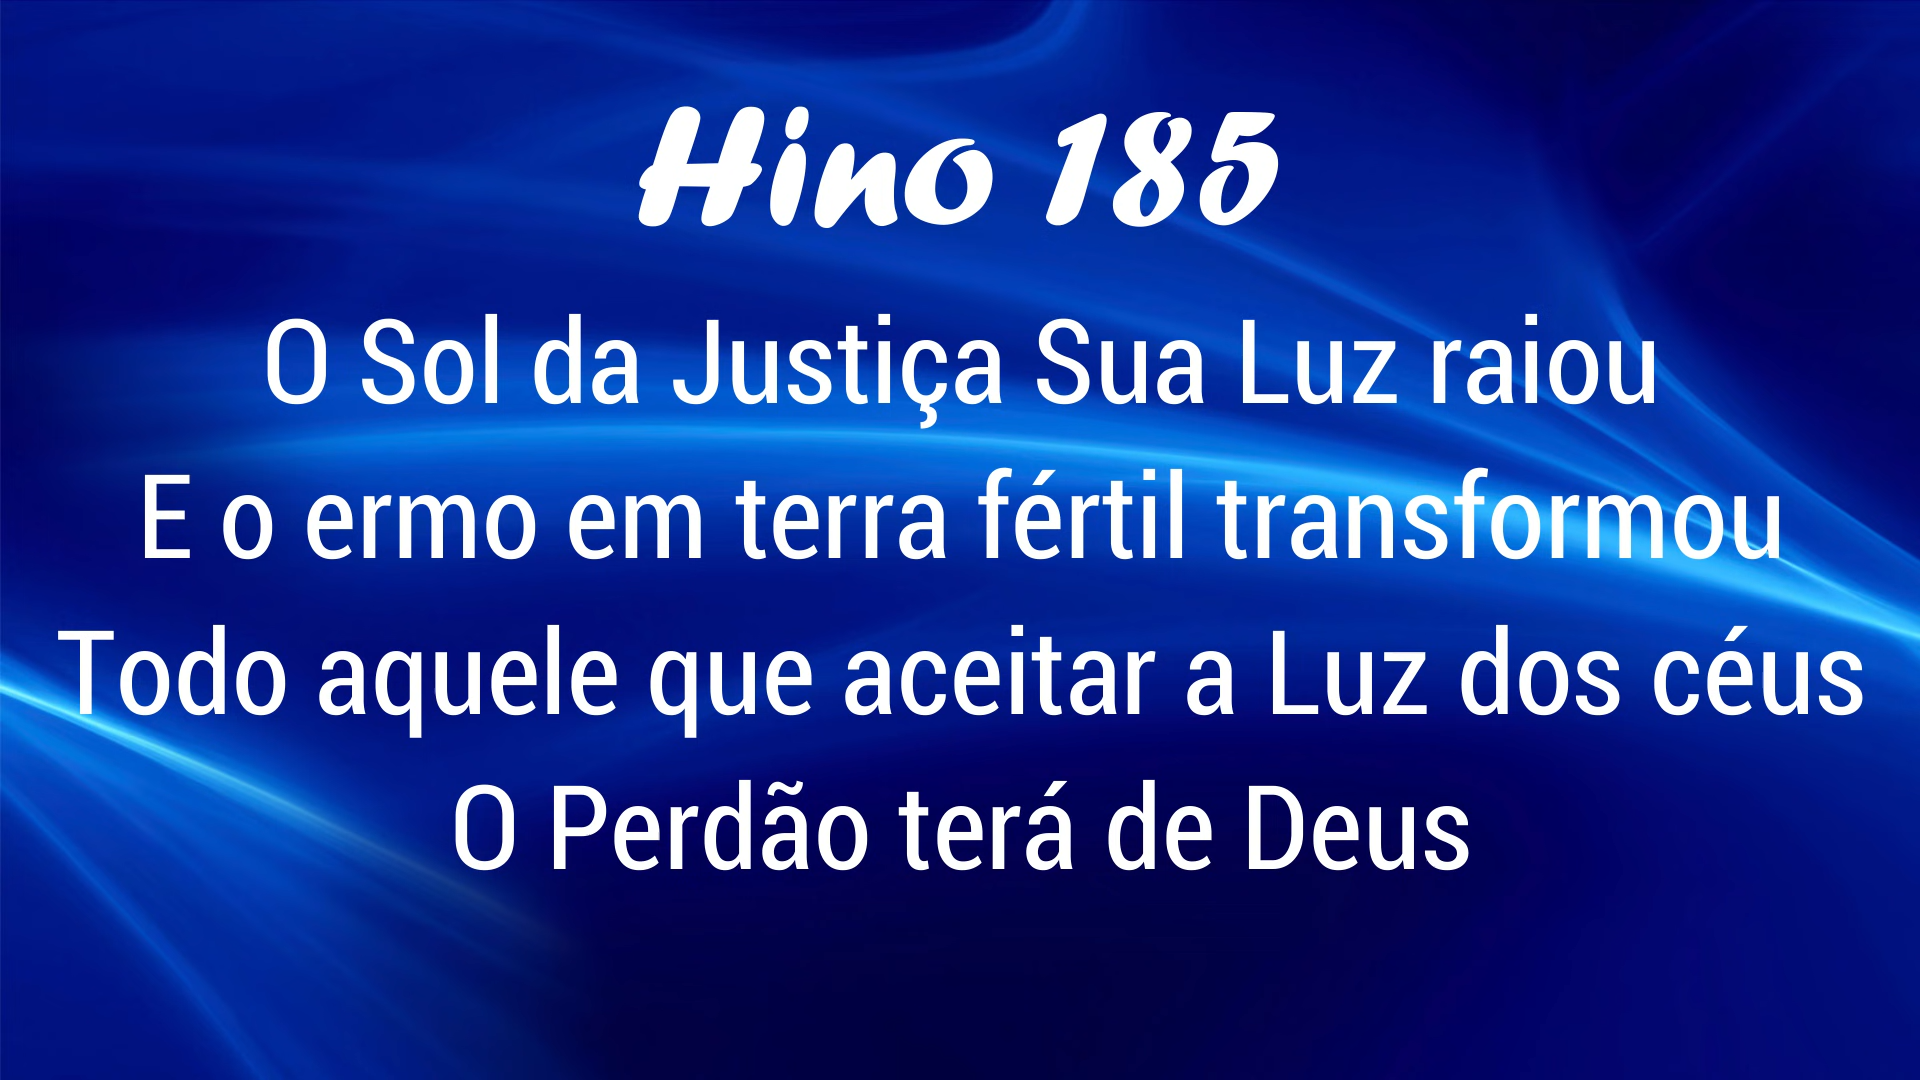 Hino 185
O Sol da Justiça Sua Luz raiou
E o ermo em terra fértil transformou
Todo aquele que aceitar a Luz dos céus
O Perdão terá de Deus